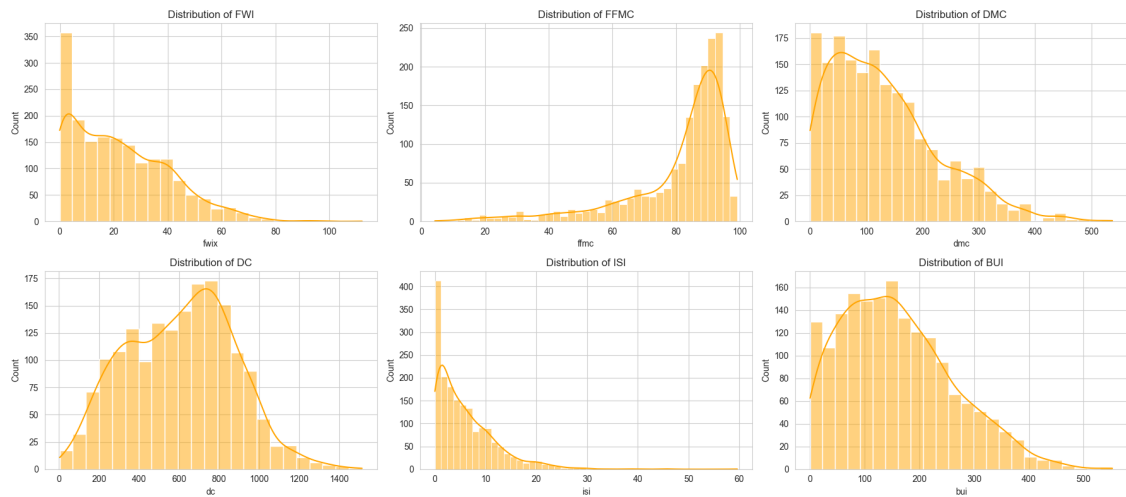 Distribution of FWI
Count
350
300
250
200
150
100
50
0
0 20 40 60 80 100
fwix
Distribution of FFMC
Count
250
200
150
100
50
0
0 20 40 60 80 100
ffmc
Distribution of DMC
Count
175
150
125
100
75
50
25
0
0 100 200 300 400 500
dmc
Distribution of DC
Count
175
150
125
100
75
50
25
0
0 200 400 600 800 1000 1200 1400
dc
Distribution of ISI
Count
400
350
300
250
200
150
100
50
0
0 10 20 30 40 50 60
isi
Distribution of BUI
Count
160
140
120
100
80
60
40
20
0
0 100 200 300 400 500
bui